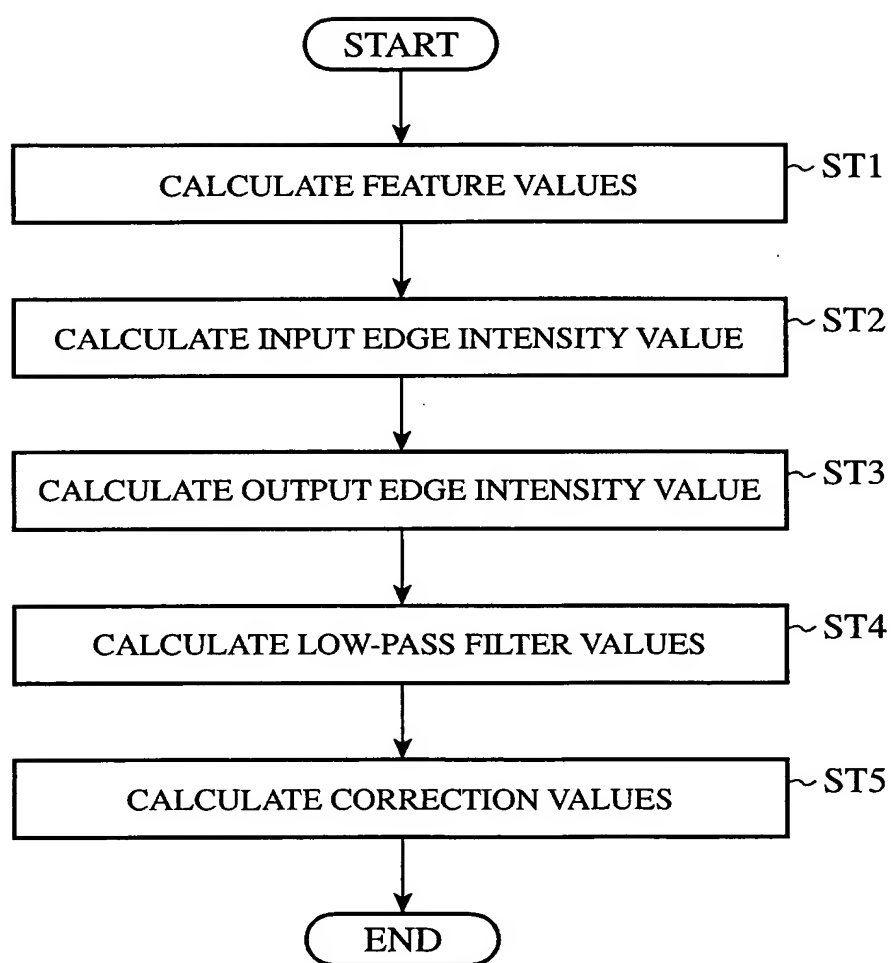 START
CALCULATE FEATURE VALUES
ST1
CALCULATE INPUT EDGE INTENSITY VALUE
ST2
CALCULATE OUTPUT EDGE INTENSITY VALUE
ST3
CALCULATE LOW-PASS FILTER VALUES
ST4
CALCULATE CORRECTION VALUES
ST5
END